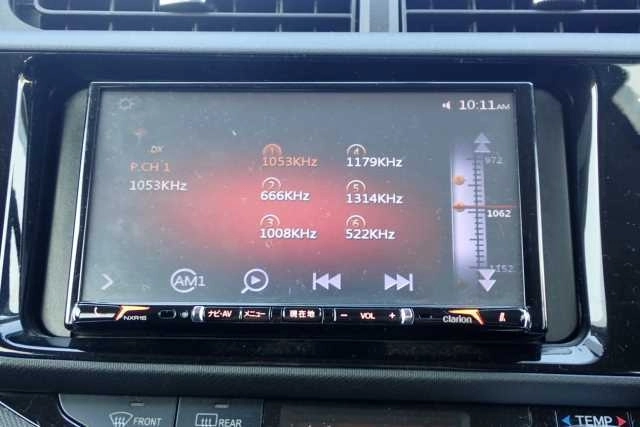 10:11AM
DX
P.CH 1
1053KHz
1
1053KHz
2
666KHz
3
1008KHz
4
1179KHz
5
1314KHz
6
522KHz
972
1062
1152
AM1
NXR16
ナビ・AV
メニュー
現在地
− VOL +
Clarion
FRONT
REAR
TEMP